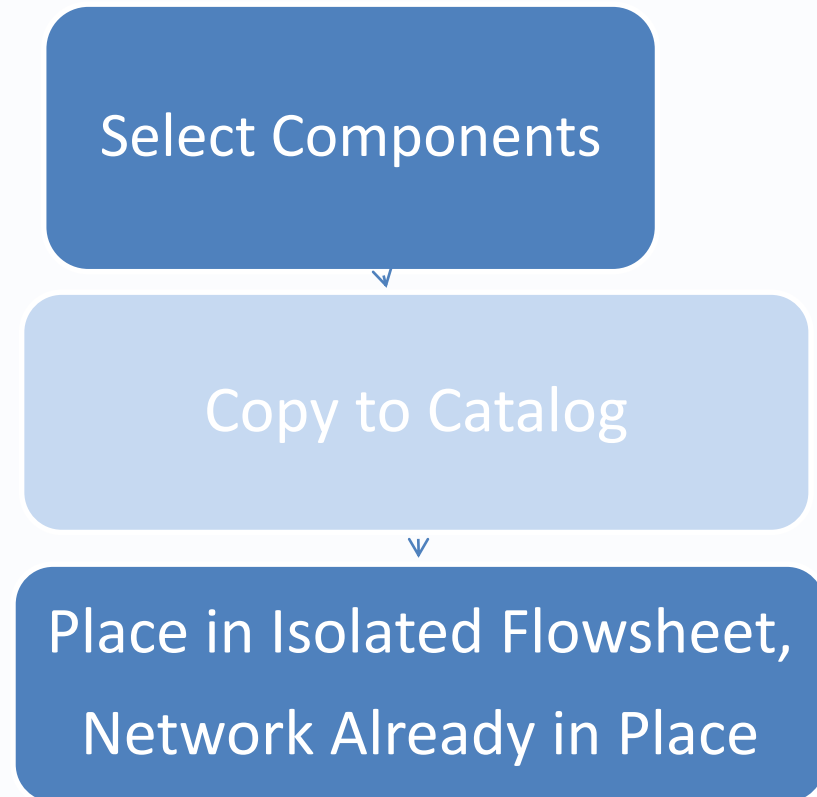 Select Components
Copy to Catalog
Place in Isolated Flowsheet,
Network Already in Place